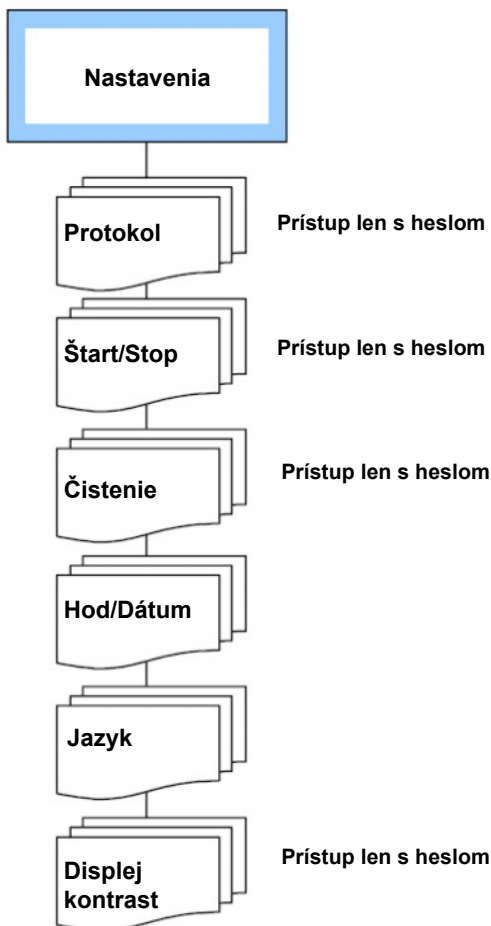 Nastavenia
Protokol
Prístup len s heslom
Štart/Stop
Prístup len s heslom
Čistenie
Prístup len s heslom
Hod/Dátum
Jazyk
Displej
kontrast
Prístup len s heslom